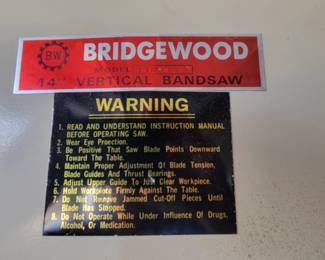 BW
BRIDGEWOOD
MODEL
14" VERTICAL BANDSAW
WARNING
1. READ AND UNDERSTAND INSTRUCTION MANUAL
BEFORE OPERATING SAW.
2. Wear Eye Projection.
3. Be Positive That Saw Blade Points Downward
Toward The Table.
4. Maintain Proper Adjustment Of Blade Tension,
Blade Guides And Thrust Bearings.
5. Adjust Upper Guide To Just Clear Workpiece.
6. Hold Workpiece Firmly Against The Table.
7. Do Not Remove Jammed Cut-Off Pieces Until
Blade Has Stopped.
8. Do Not Operate While Under Influence Of Drugs,
Alcohol, Or Medication.